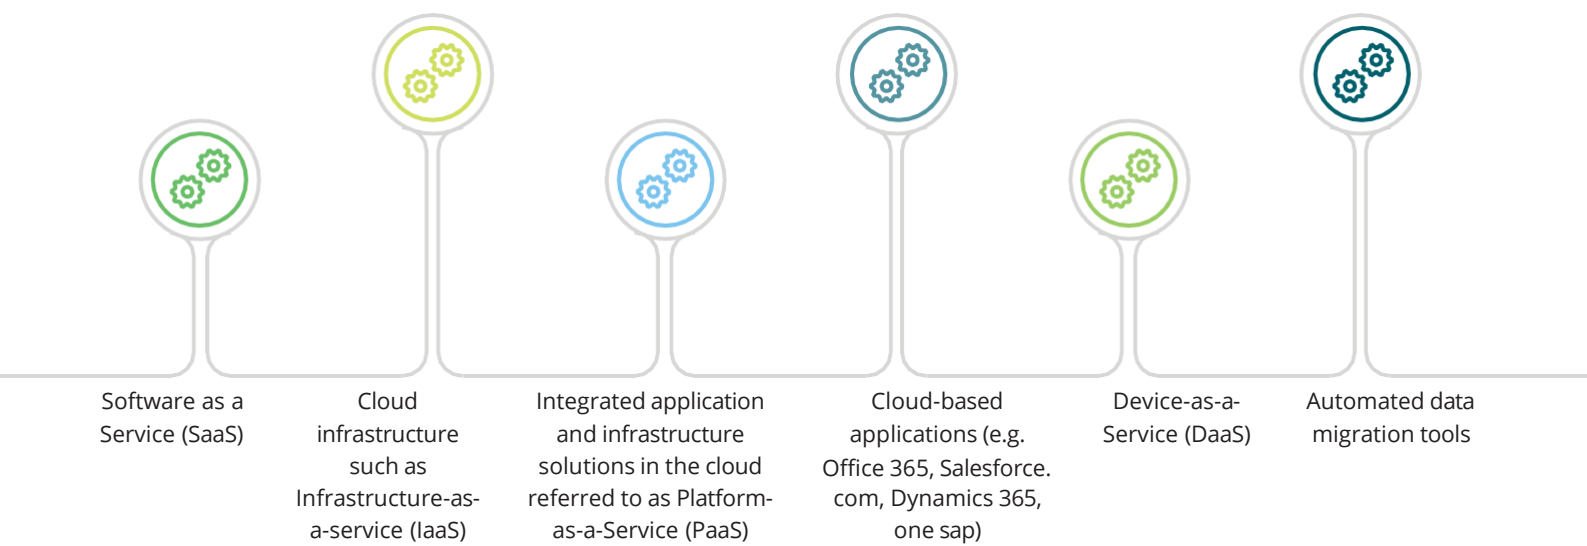 Software as a
Service (SaaS)
Cloud
infrastructure
such as
Infrastructure-as-
a-service (IaaS)
Integrated application
and infrastructure
solutions in the cloud
referred to as Platform-
as-a-Service (PaaS)
Cloud-based
applications (e.g.
Office 365, Salesforce.
com, Dynamics 365,
one sap)
Device-as-a-
Service (DaaS)
Automated data
migration tools